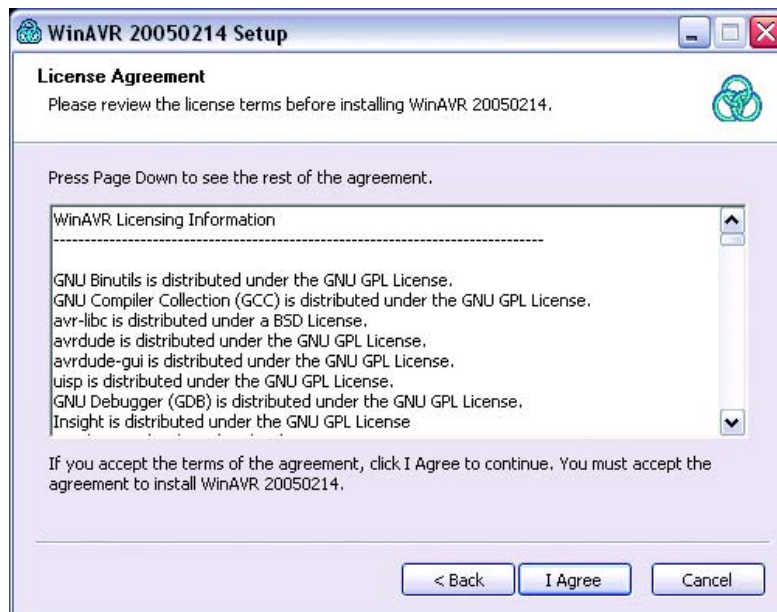 WinAVR 20050214 Setup
License Agreement
Please review the license terms before installing WinAVR 20050214.
Press Page Down to see the rest of the agreement.
WinAVR Licensing Information
-------------------------------------------------------------------------------
GNU Binutils is distributed under the GNU GPL License.
GNU Compiler Collection (GCC) is distributed under the GNU GPL License.
avr-libc is distributed under a BSD License.
avrdude is distributed under the GNU GPL License.
avrdude-gui is distributed under the GNU GPL License.
uisp is distributed under the GNU GPL License.
GNU Debugger (GDB) is distributed under the GNU GPL License.
Insight is distributed under the GNU GPL License
If you accept the terms of the agreement, click I Agree to continue. You must accept the
agreement to install WinAVR 20050214.
< Back
I Agree
Cancel